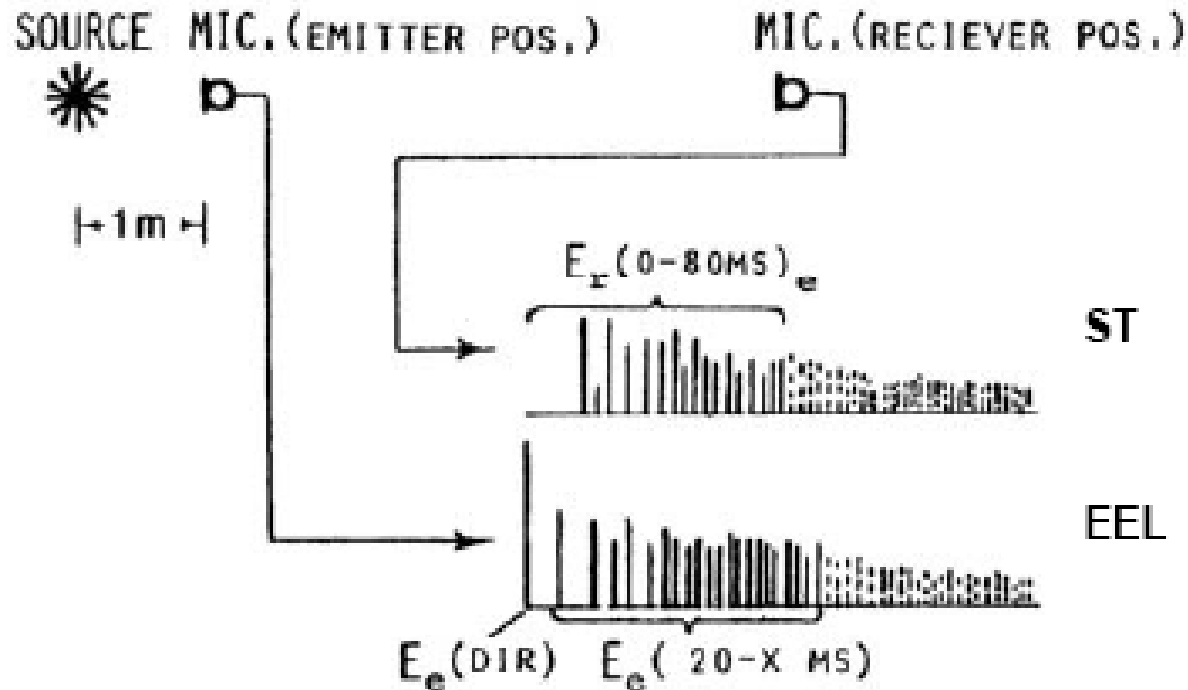 SOURCE MIC.(EMITTER POS.) MIC.(RECIEVER POS.)
1m
Er(0-80MS)e
ST
EEL
Ee(DIR) Ee( 20-X MS)